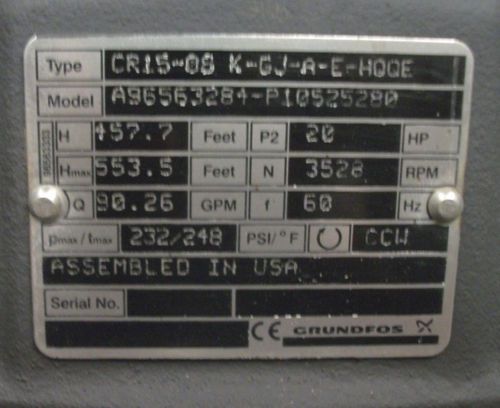 Type CR15-08 K-GJ-A-E-HQQE
Model A96563284-P10525280
H 457.7 Feet P2 20 HP
Hmax 553.5 Feet N 3528 RPM
Q 90.26 GPM f 60 Hz
pmax / tmax 232/248 PSI/°F CCW
ASSEMBLED IN USA
Serial No.
CE GRUNDFOS X
96563333